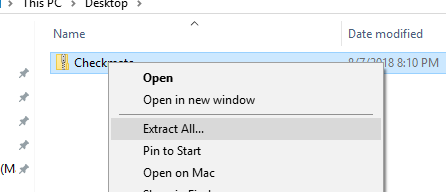 This PC > Desktop >
Name Date modified
8/7/2018 8:10 PM
Open
Open in new window
Extract All...
Pin to Start
Open on Mac
(M